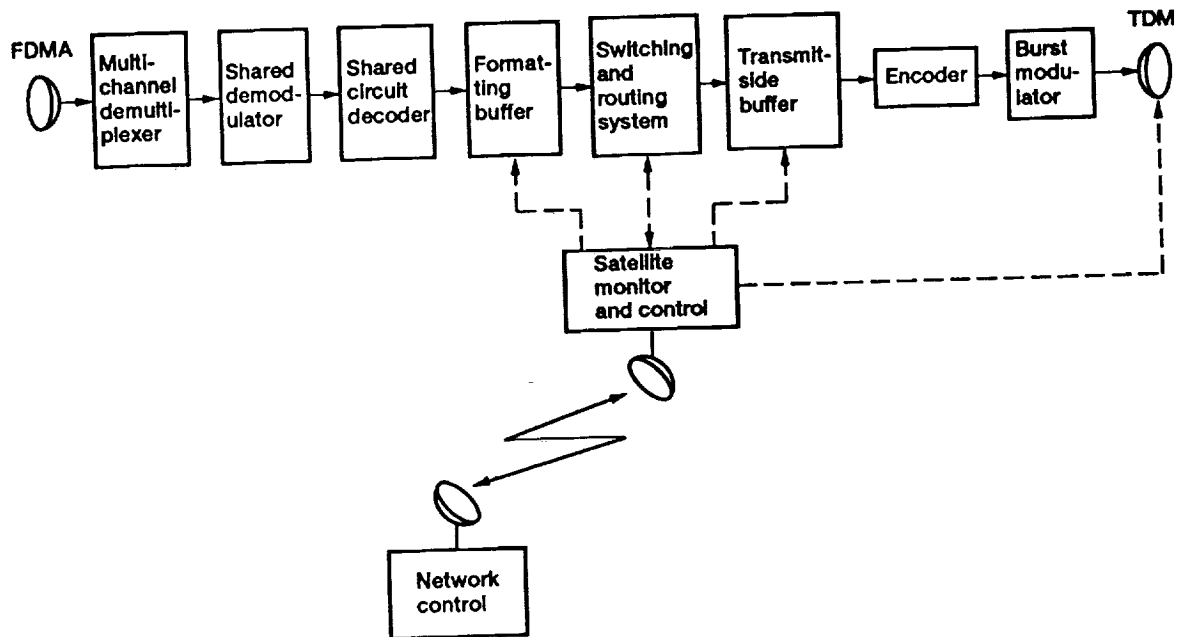 FDMA
Multi-
channel
demulti-
plexer
Shared
demod-
ulator
Shared
circuit
decoder
Format-
ting
buffer
Switching
and
routing
system
Transmit-
side
buffer
Encoder
Burst
modu-
lator
TDM
Satellite
monitor
and control
Network
control